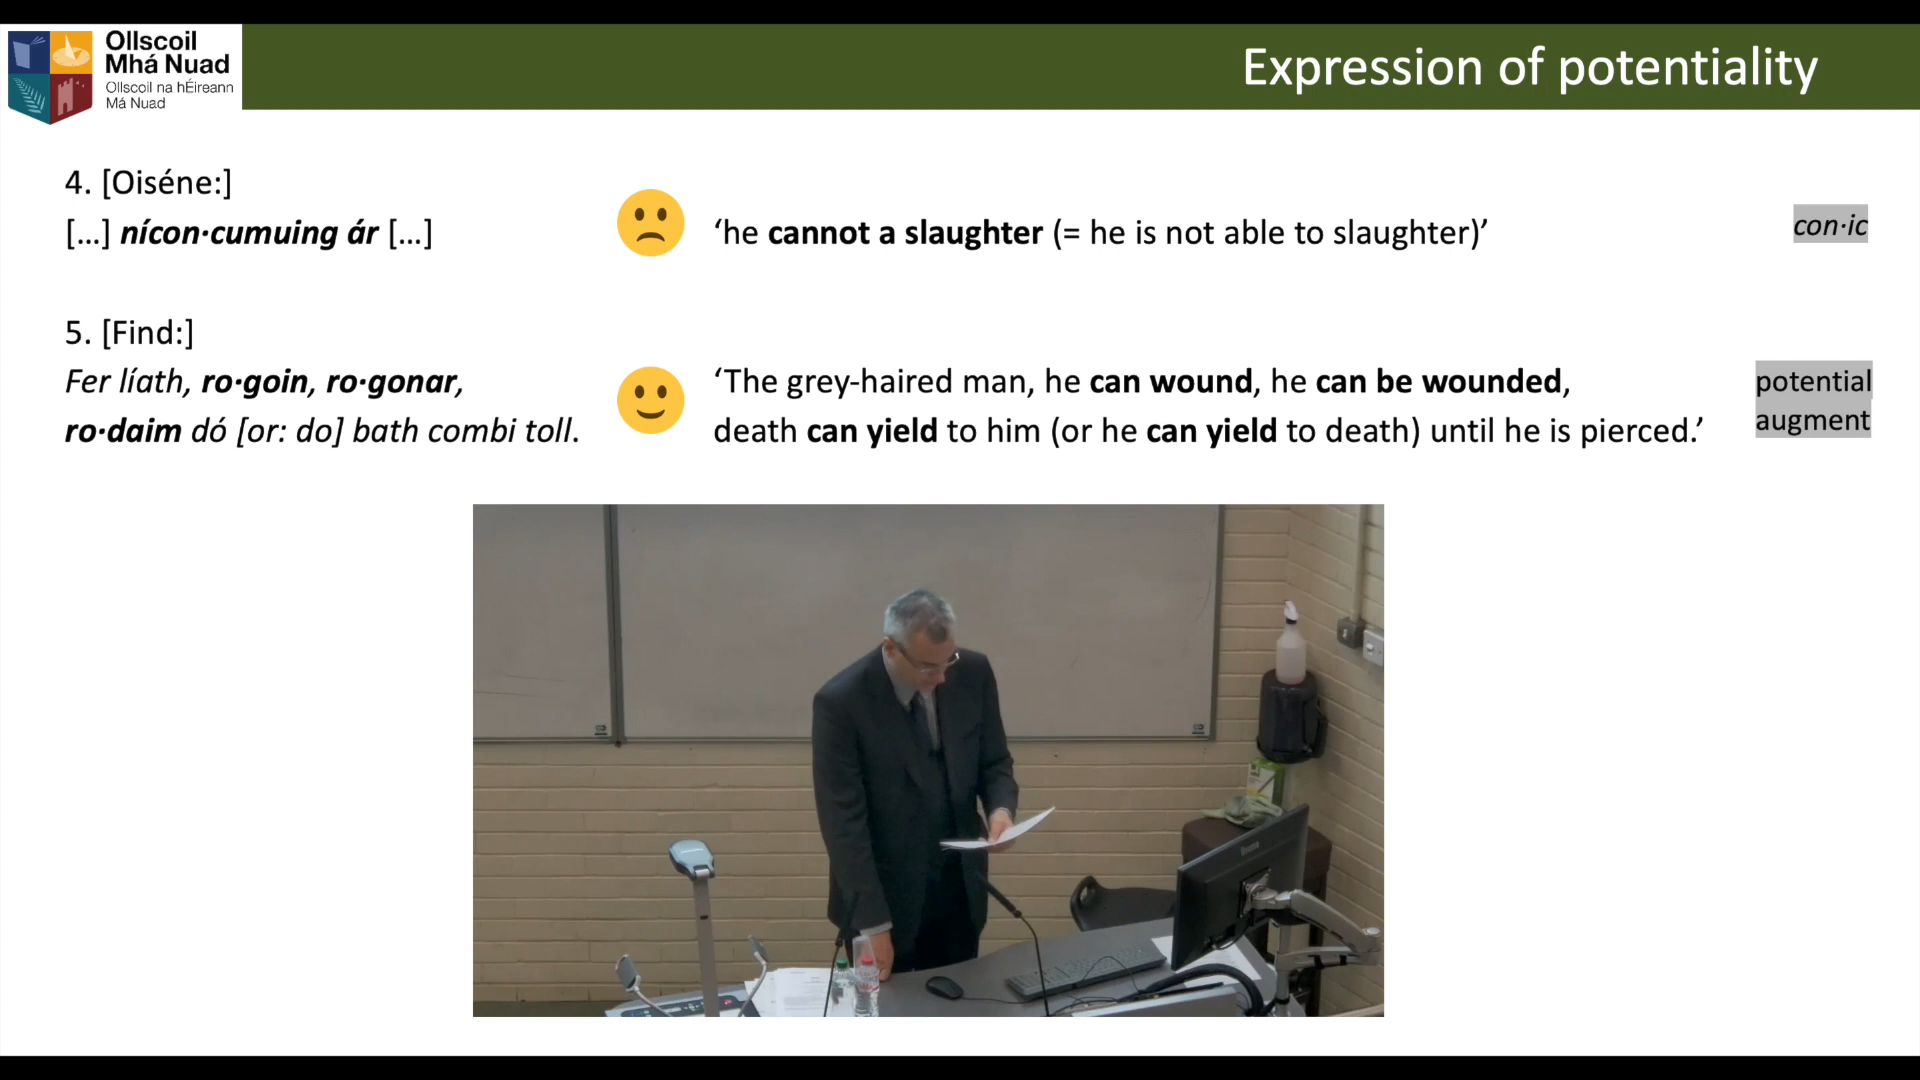 Ollscoil
Mhá Nuad
Ollscoil na hÉireann
Má Nuad
Expression of potentiality
4. [Oiséne:]
[…] nícon·cumuing ár […]
‘he cannot a slaughter (= he is not able to slaughter)’
con·ic
5. [Find:]
Fer líath, ro·goin, ro·gonar,
ro·daim dó [or: do] bath combi toll.
‘The grey-haired man, he can wound, he can be wounded,
death can yield to him (or he can yield to death) until he is pierced.’
potential
augment